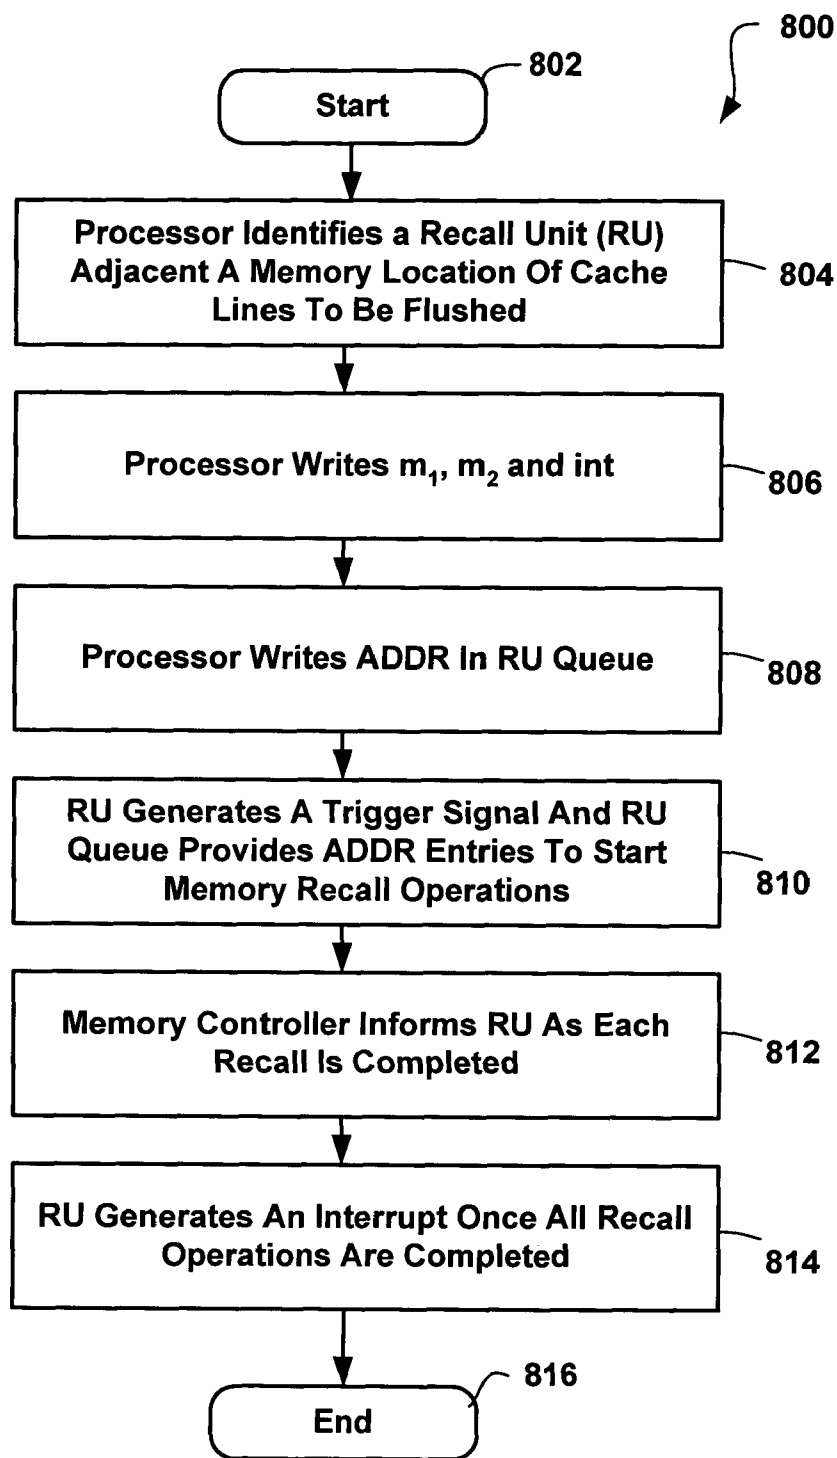 800
802
Start
Processor Identifies a Recall Unit (RU)
Adjacent A Memory Location Of Cache
Lines To Be Flushed
804
Processor Writes m₁, m₂ and int
806
Processor Writes ADDR In RU Queue
808
RU Generates A Trigger Signal And RU
Queue Provides ADDR Entries To Start
Memory Recall Operations
810
Memory Controller Informs RU As Each
Recall Is Completed
812
RU Generates An Interrupt Once All Recall
Operations Are Completed
814
816
End